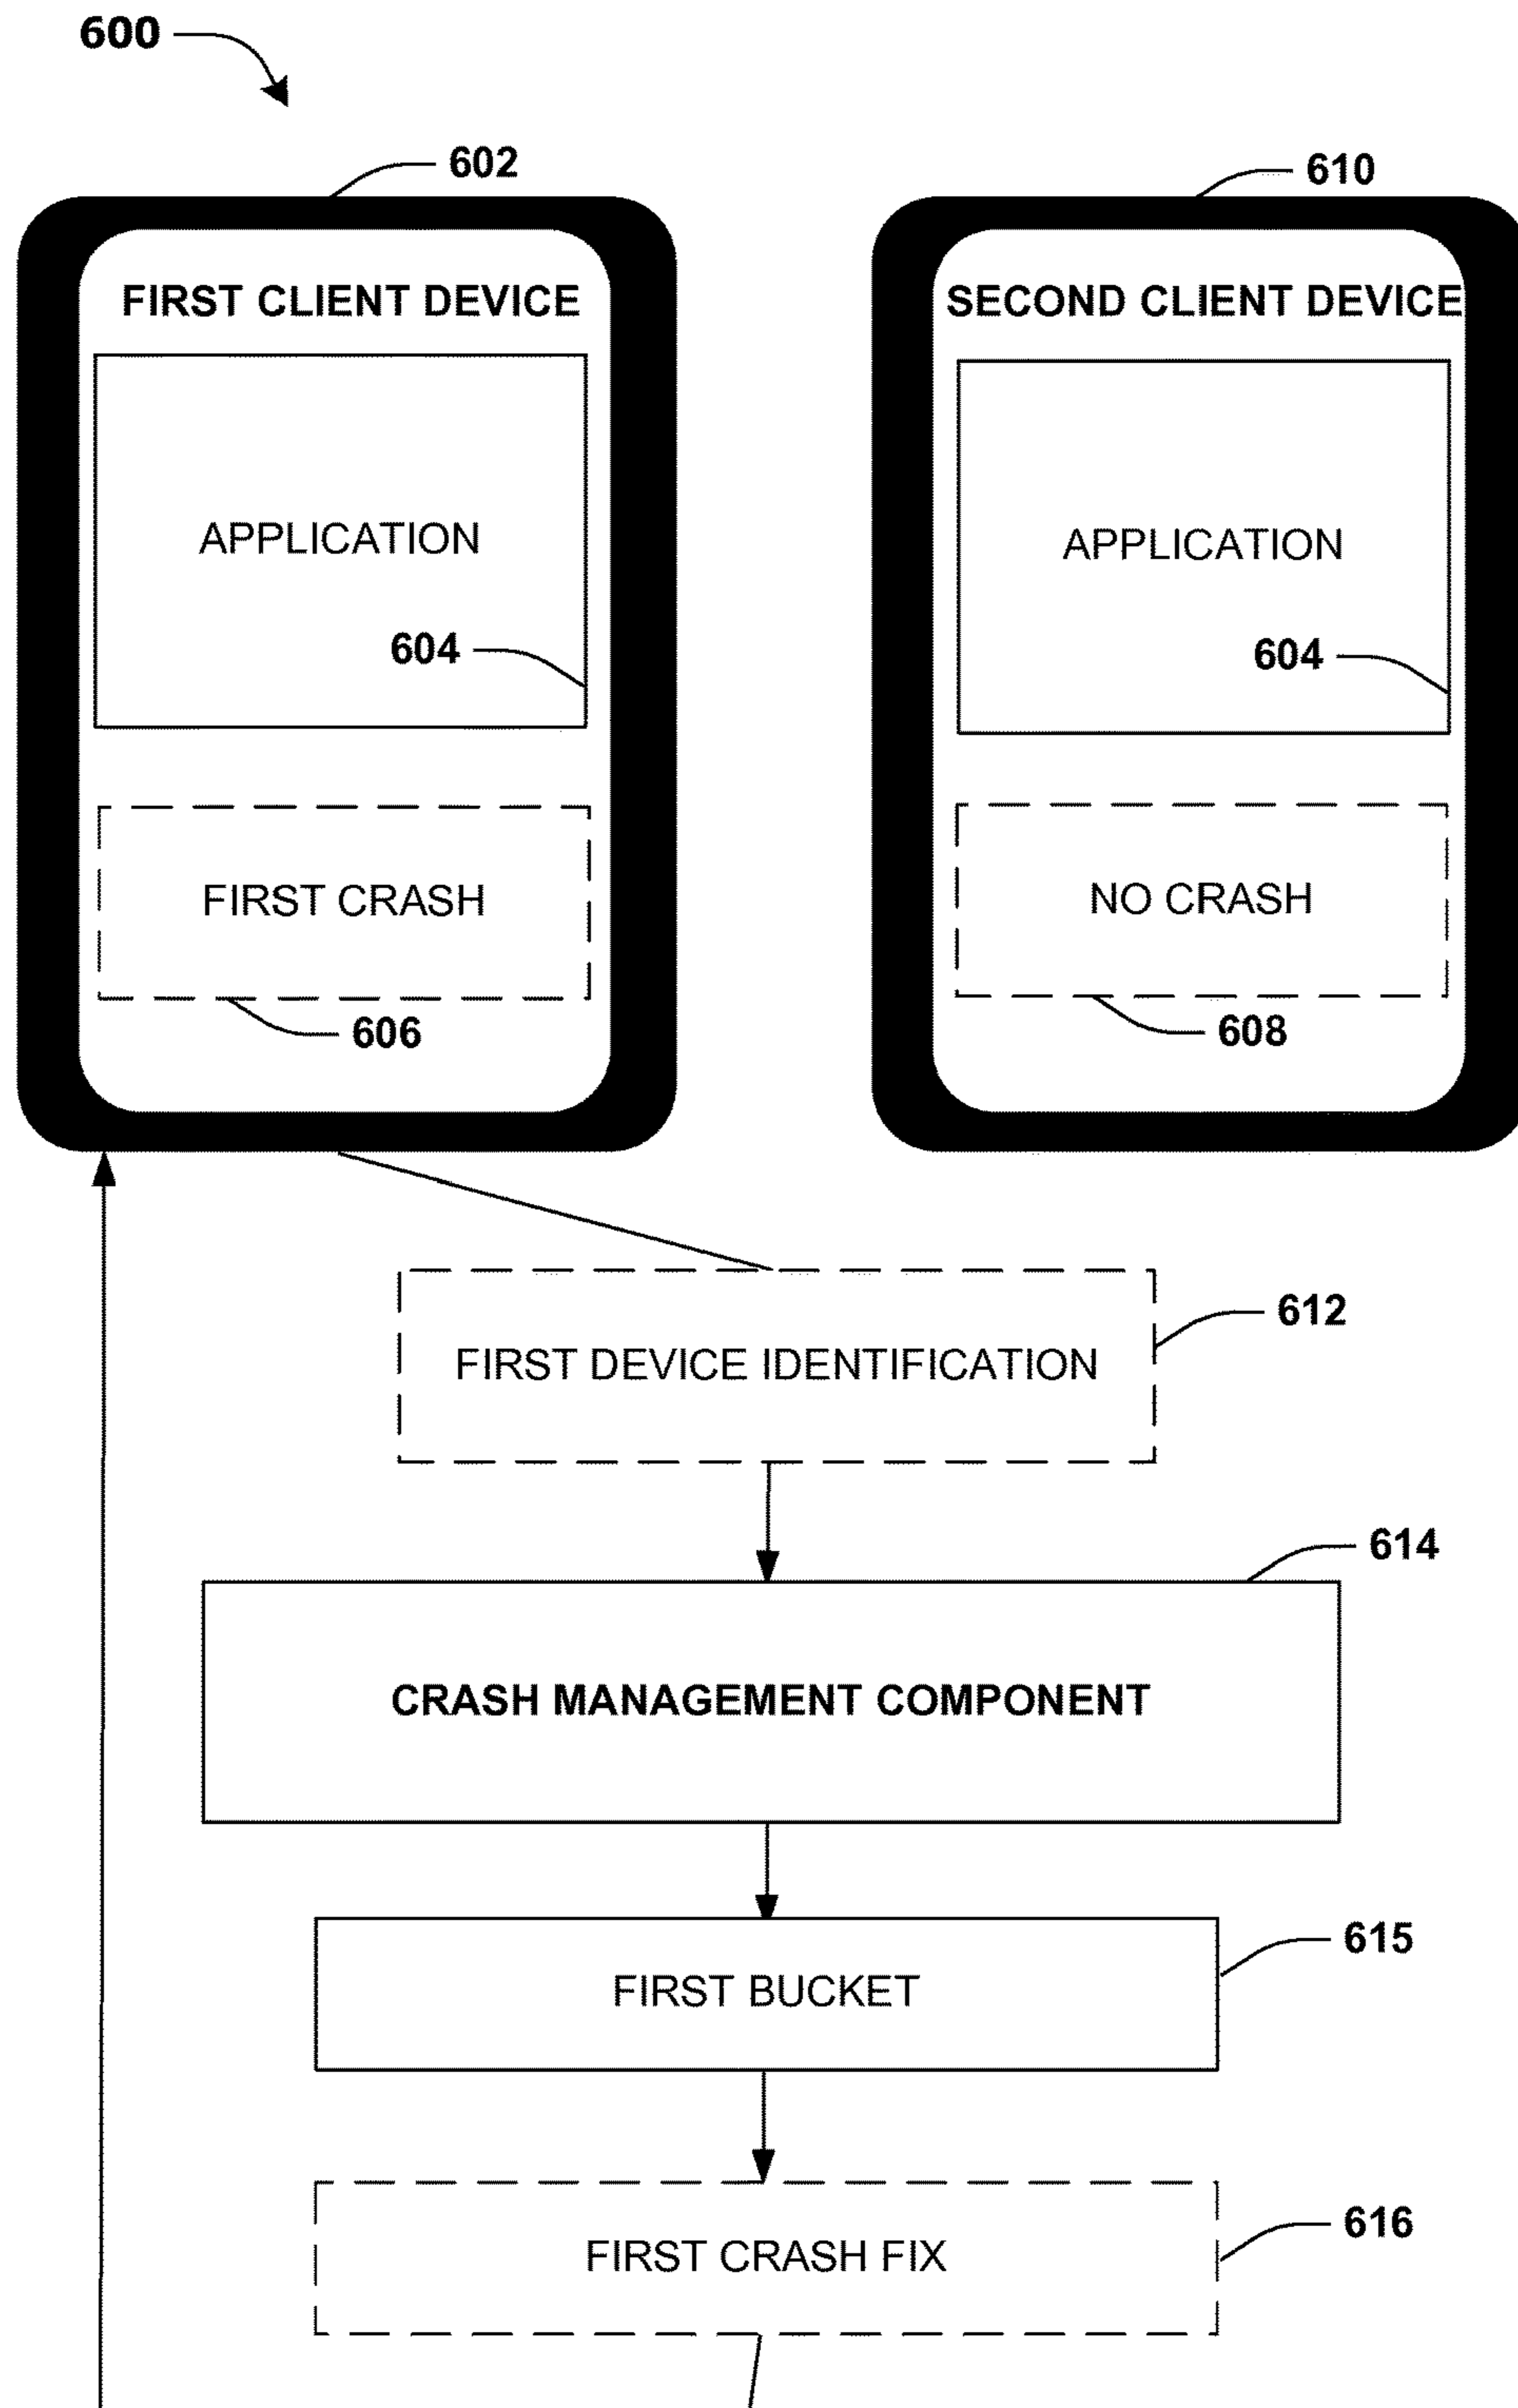 600
602
610
FIRST CLIENT DEVICE
SECOND CLIENT DEVICE
APPLICATION
APPLICATION
604
604
FIRST CRASH
NO CRASH
606
608
612
FIRST DEVICE IDENTIFICATION
614
CRASH MANAGEMENT COMPONENT
615
FIRST BUCKET
616
FIRST CRASH FIX